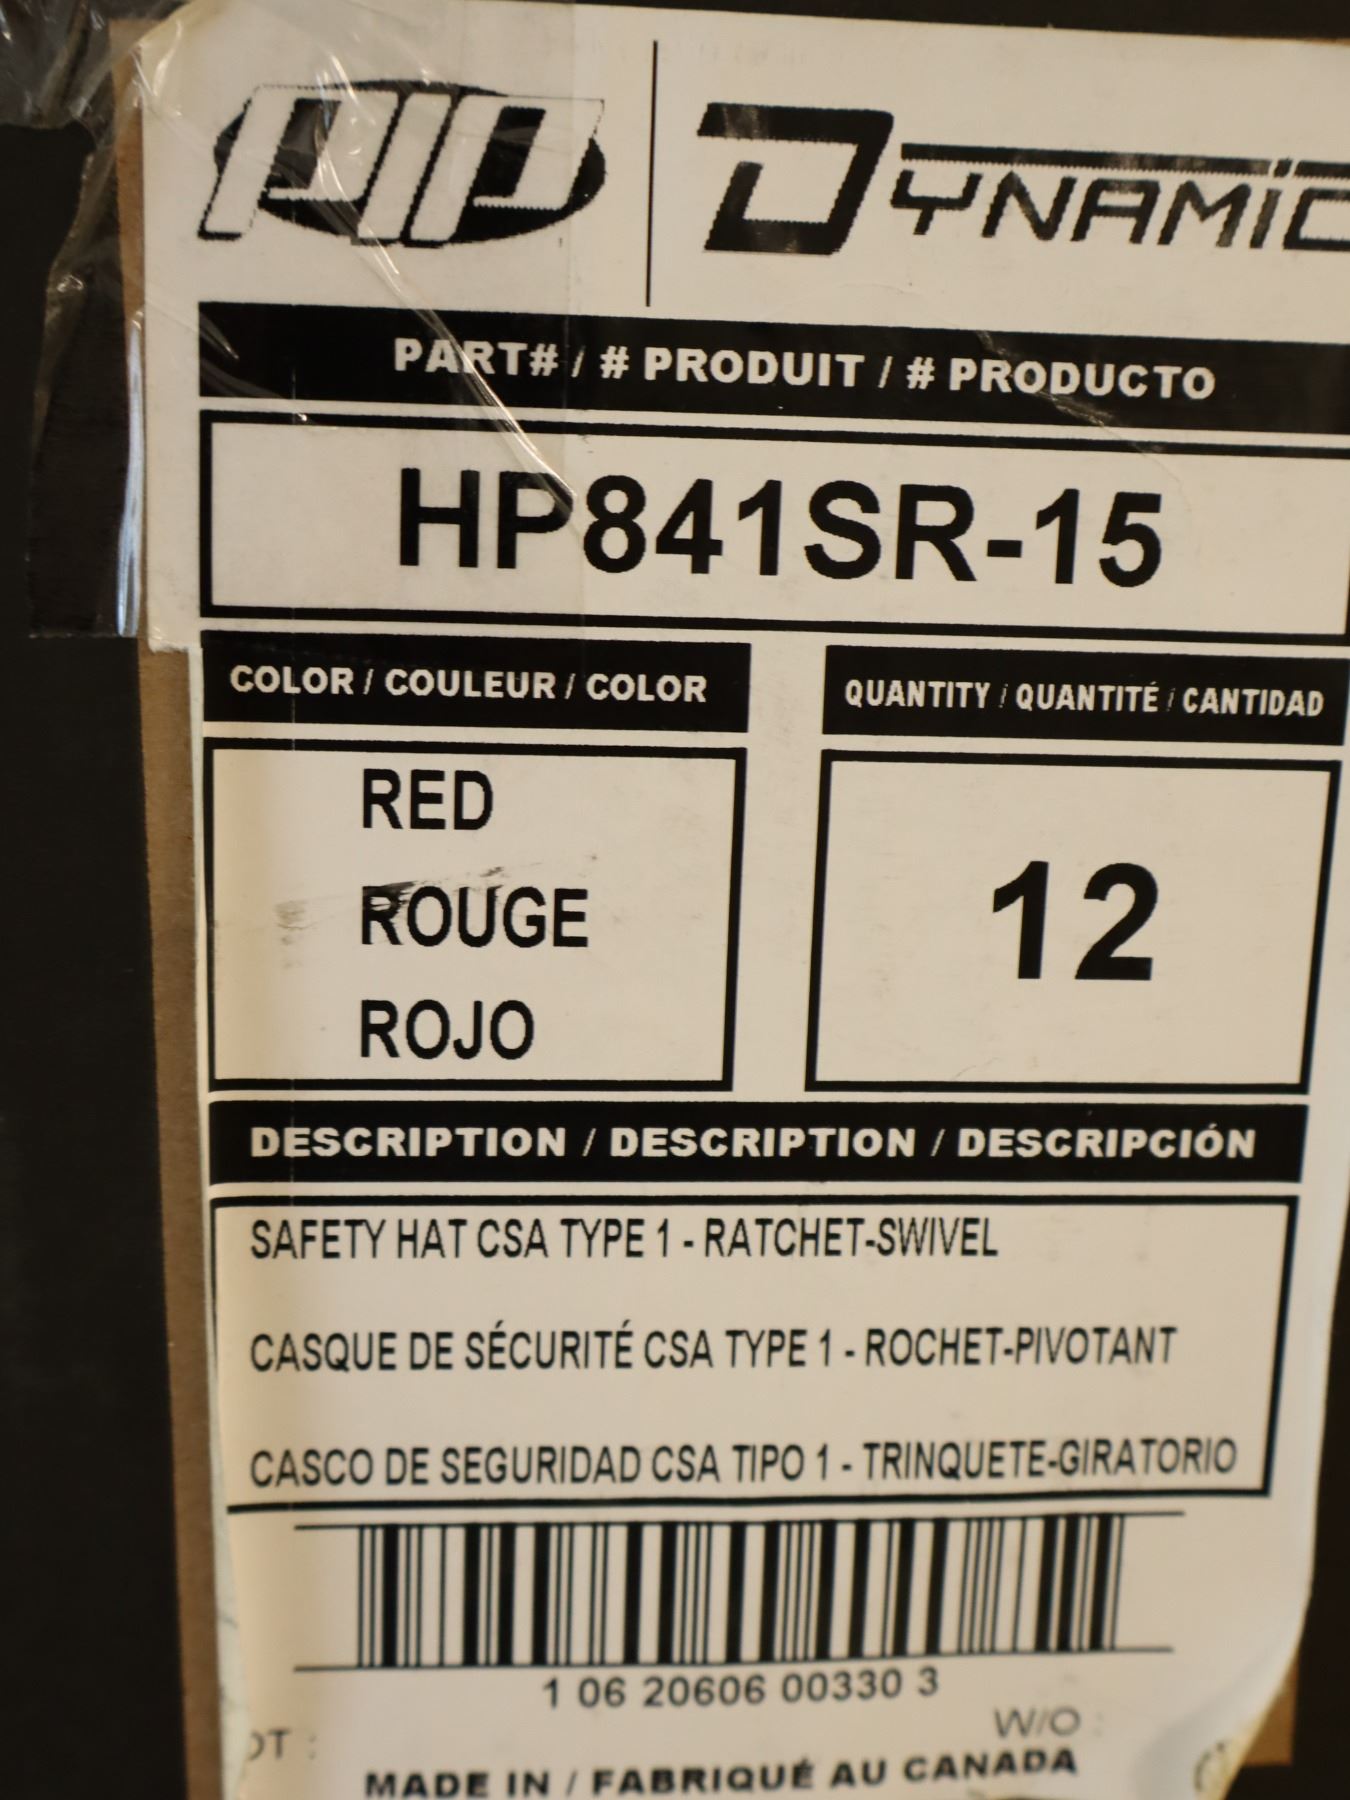 PIP DYNAMIC
PART# / # PRODUIT / # PRODUCTO
HP841SR-15
COLOR / COULEUR / COLOR
QUANTITY / QUANTITÉ / CANTIDAD
RED
ROUGE
ROJO
12
DESCRIPTION / DESCRIPTION / DESCRIPCIÓN
SAFETY HAT CSA TYPE 1 - RATCHET-SWIVEL
CASQUE DE SÉCURITÉ CSA TYPE 1 - ROCHET-PIVOTANT
CASCO DE SEGURIDAD CSA TIPO 1 - TRINQUETE-GIRATORIO
1 06 20606 00330 3
OT :
W/O :
MADE IN / FABRIQUÉ AU CANADA